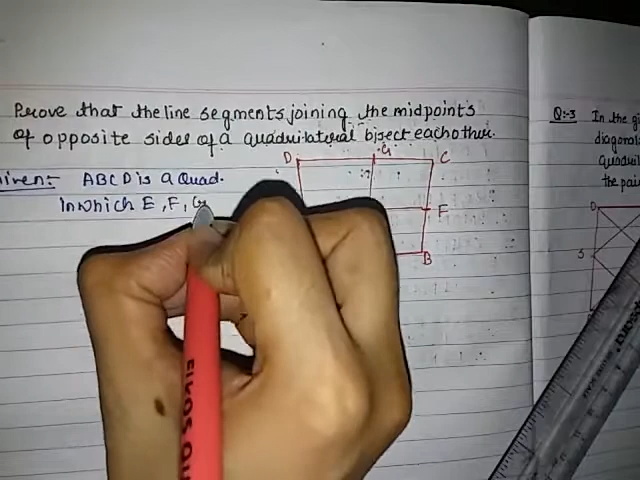 Prove that the line segments joining the midpoints
of opposite sides of a quadrilateral bisect each other.
Given:- ABCD is a Quad.
In which E, F, G
D G C
F
B
Q:-3 In the
diagonal
quadril
the pai
D
S